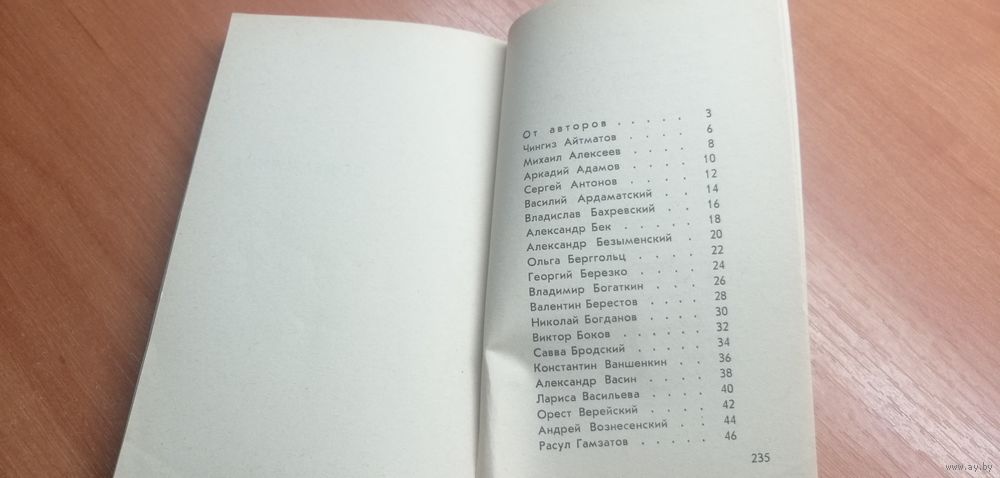 От авторов . . . . . 3
Чингиз Айтматов . . . . 6
Михаил Алексеев . . . . 8
Аркадий Адамов . . . . 10
Сергей Антонов . . . . 12
Василий Ардаматский . . 14
Владислав Бахревский . . 16
Александр Бек . . . . . 18
Александр Безыменский . 20
Ольга Берггольц . . . . 22
Георгий Березко . . . . 24
Владимир Богаткин . . . 26
Валентин Берестов . . . . 28
Николай Богданов . . . . 30
Виктор Боков . . . . . 32
Савва Бродский . . . . . 34
Константин Ваншенкин . . 36
Александр Васин . . . . 38
Лариса Васильева . . . . 40
Орест Верейский . . . . 42
Андрей Вознесенский . . 44
Расул Гамзатов . . . . . 46
235
www.ay.by